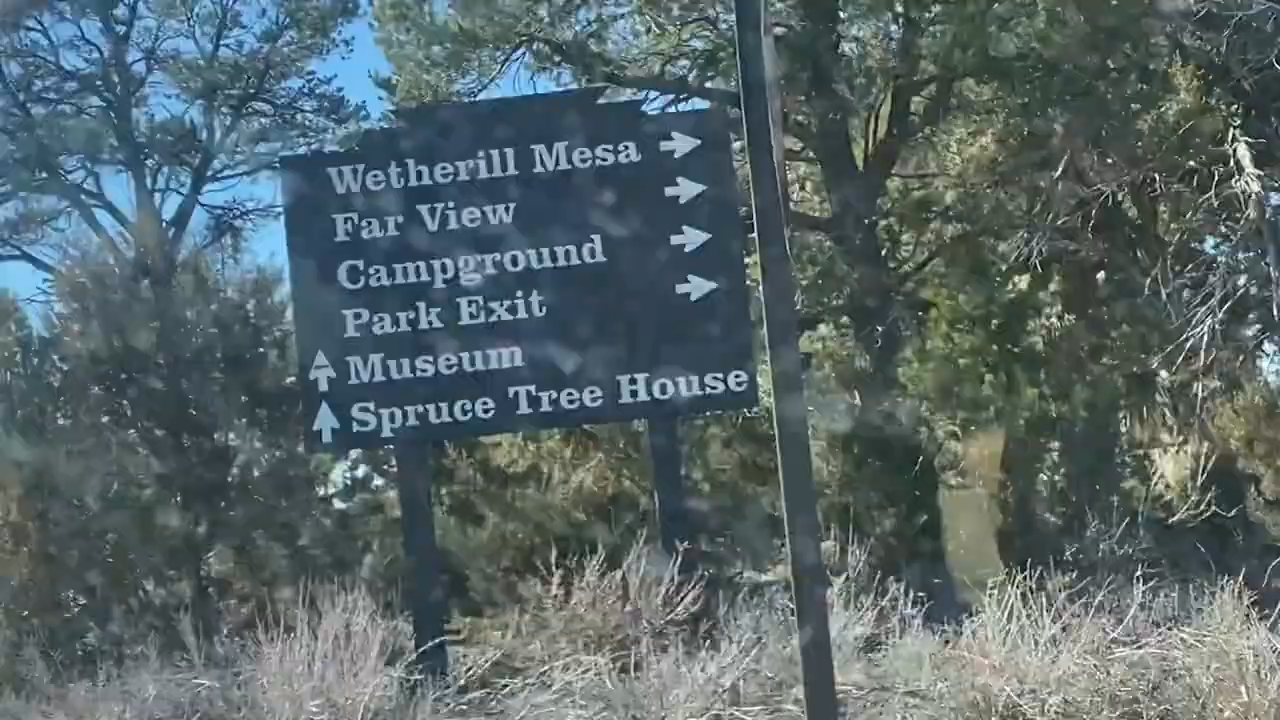 Wetherill Mesa
Far View
Campground
Park Exit
Museum
Spruce Tree House